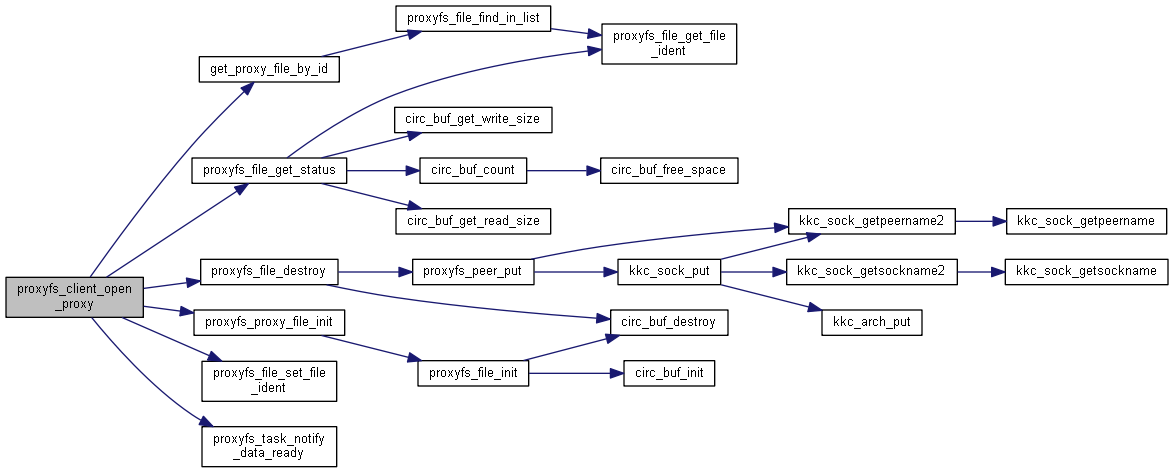 proxyfs_file_find_in_list
proxyfs_file_get_file
_ident
get_proxy_file_by_id
circ_buf_get_write_size
proxyfs_file_get_status
circ_buf_count
circ_buf_free_space
circ_buf_get_read_size
kkc_sock_getpeername2
kkc_sock_getpeername
proxyfs_file_destroy
proxyfs_peer_put
kkc_sock_put
kkc_sock_getsockname2
kkc_sock_getsockname
proxyfs_client_open
_proxy
proxyfs_proxy_file_init
circ_buf_destroy
kkc_arch_put
proxyfs_file_set_file
_ident
proxyfs_file_init
circ_buf_init
proxyfs_task_notify
_data_ready